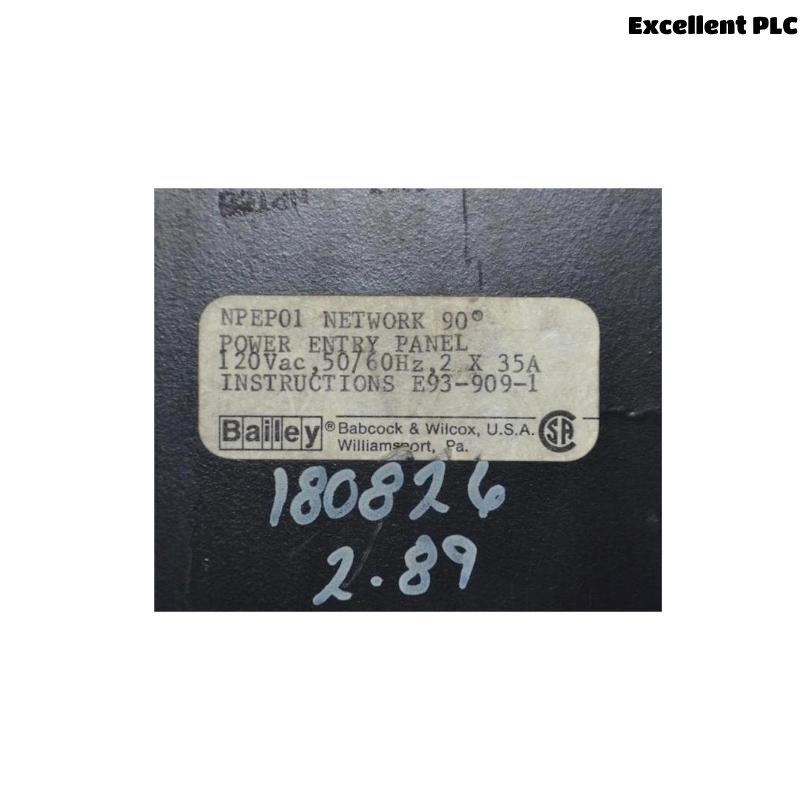 Excellent PLC
NPEP01 NETWORK 90®
POWER ENTRY PANEL
120Vac,50/60Hz,2 X 35A
INSTRUCTIONS E93-909-1
Bailey® Babcock & Wilcox, U.S.A.
Williamsport, Pa.
SA
180826
2.89